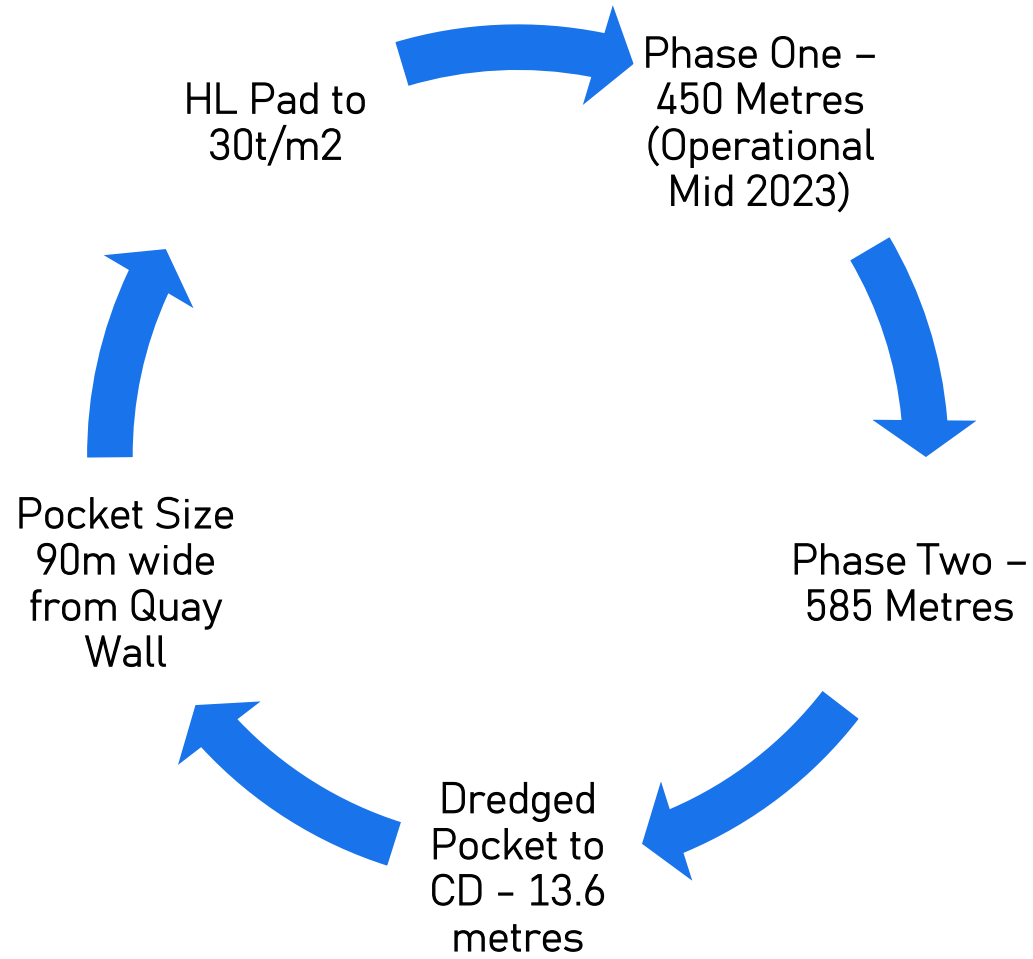 HL Pad to
30t/m2
Phase One –
450 Metres
(Operational
Mid 2023)
Phase Two –
585 Metres
Dredged
Pocket to
CD – 13.6
metres
Pocket Size
90m wide
from Quay
Wall